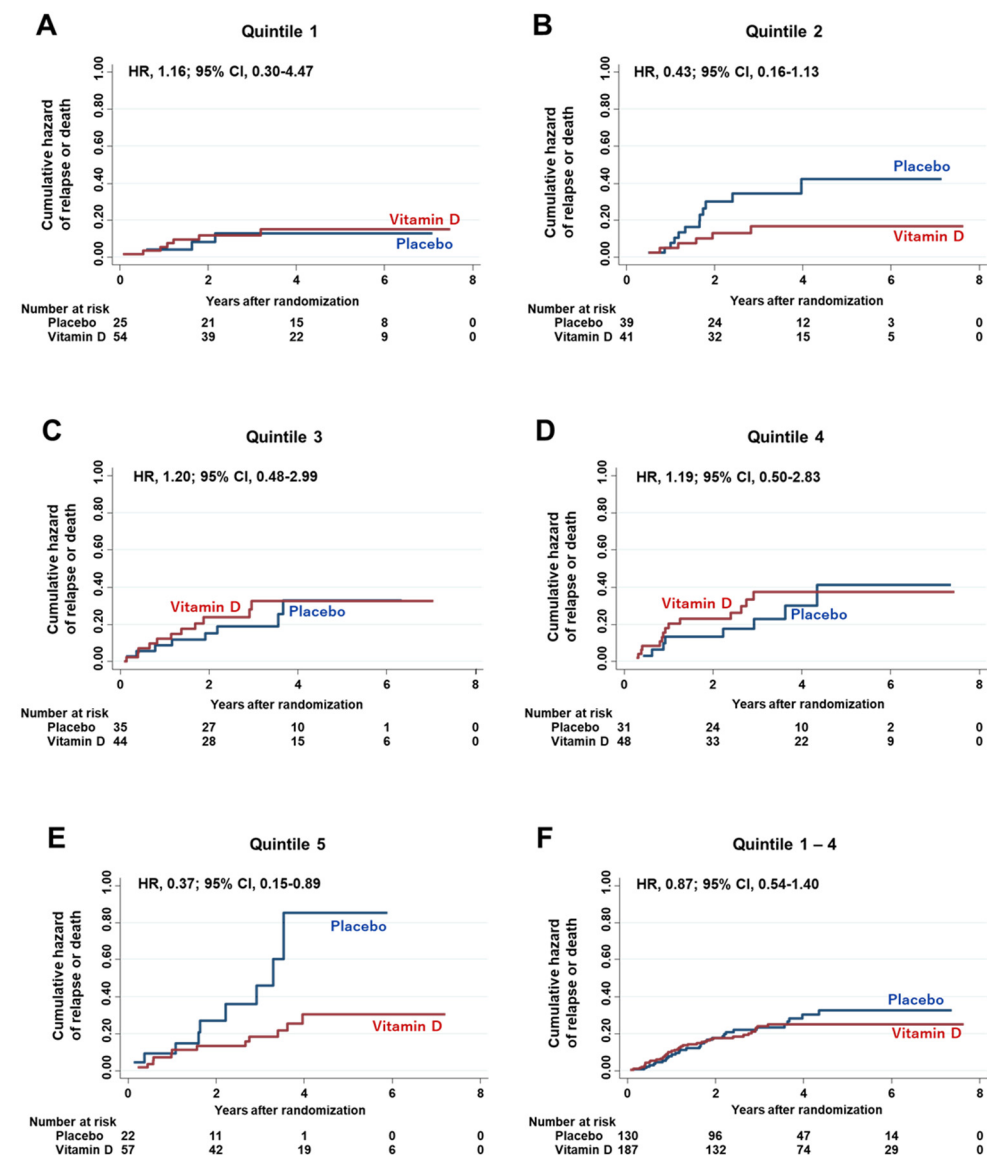 A
Quintile 1
HR, 1.16; 95% CI, 0.30-4.47
Cumulative hazard
of relapse or death
1.00
0.80
0.60
0.40
0.20
0.00
Vitamin D
Placebo
0 2 4 6 8
Years after randomization
Number at risk
Placebo 25 21 15 8 0
Vitamin D 54 39 22 9 0
B
Quintile 2
HR, 0.43; 95% CI, 0.16-1.13
Cumulative hazard
of relapse or death
1.00
0.80
0.60
0.40
0.20
0.00
Placebo
Vitamin D
0 2 4 6 8
Years after randomization
Number at risk
Placebo 39 24 12 3 0
Vitamin D 41 32 15 5 0
C
Quintile 3
HR, 1.20; 95% CI, 0.48-2.99
Cumulative hazard
of relapse or death
1.00
0.80
0.60
0.40
0.20
0.00
Vitamin D
Placebo
0 2 4 6 8
Years after randomization
Number at risk
Placebo 35 27 10 1 0
Vitamin D 44 28 15 6 0
D
Quintile 4
HR, 1.19; 95% CI, 0.50-2.83
Cumulative hazard
of relapse or death
1.00
0.80
0.60
0.40
0.20
0.00
Vitamin D
Placebo
0 2 4 6 8
Years after randomization
Number at risk
Placebo 31 24 10 2 0
Vitamin D 48 33 22 9 0
E
Quintile 5
HR, 0.37; 95% CI, 0.15-0.89
Cumulative hazard
of relapse or death
1.00
0.80
0.60
0.40
0.20
0.00
Placebo
Vitamin D
0 2 4 6 8
Years after randomization
Number at risk
Placebo 22 11 1 0 0
Vitamin D 57 42 19 6 0
F
Quintile 1 – 4
HR, 0.87; 95% CI, 0.54-1.40
Cumulative hazard
of relapse or death
1.00
0.80
0.60
0.40
0.20
0.00
Placebo
Vitamin D
0 2 4 6 8
Years after randomization
Number at risk
Placebo 130 96 47 14 0
Vitamin D 187 132 74 29 0